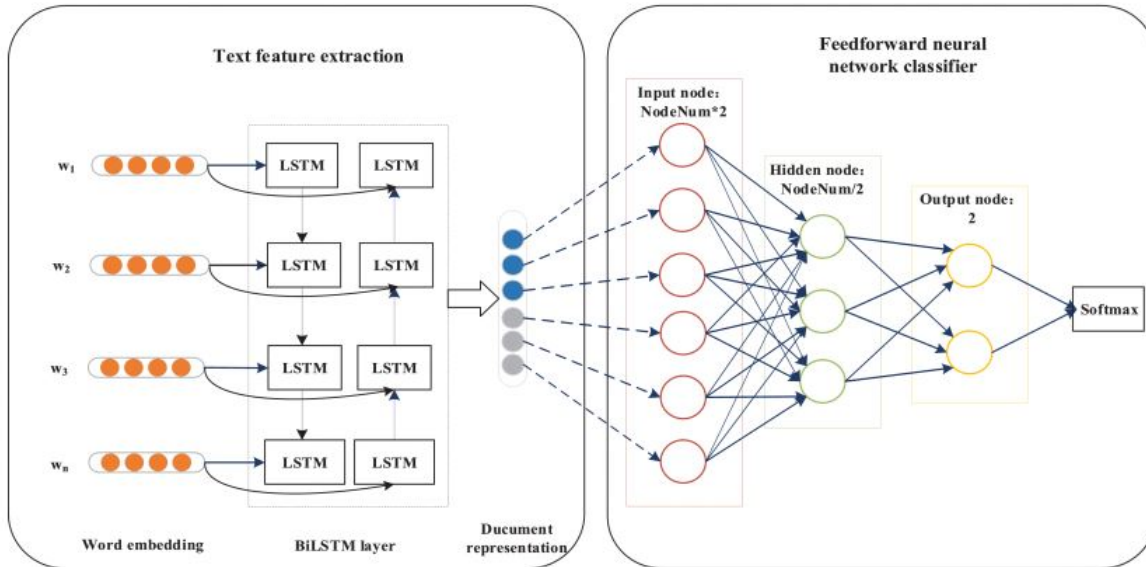 Text feature extraction
w1
LSTM LSTM
w2
LSTM LSTM
w3
LSTM LSTM
wn
LSTM LSTM
Word embedding
BiLSTM layer
Ducument
representation
Feedforward neural
network classifier
Input node：
NodeNum*2
Hidden node：
NodeNum/2
Output node：
2
Softmax